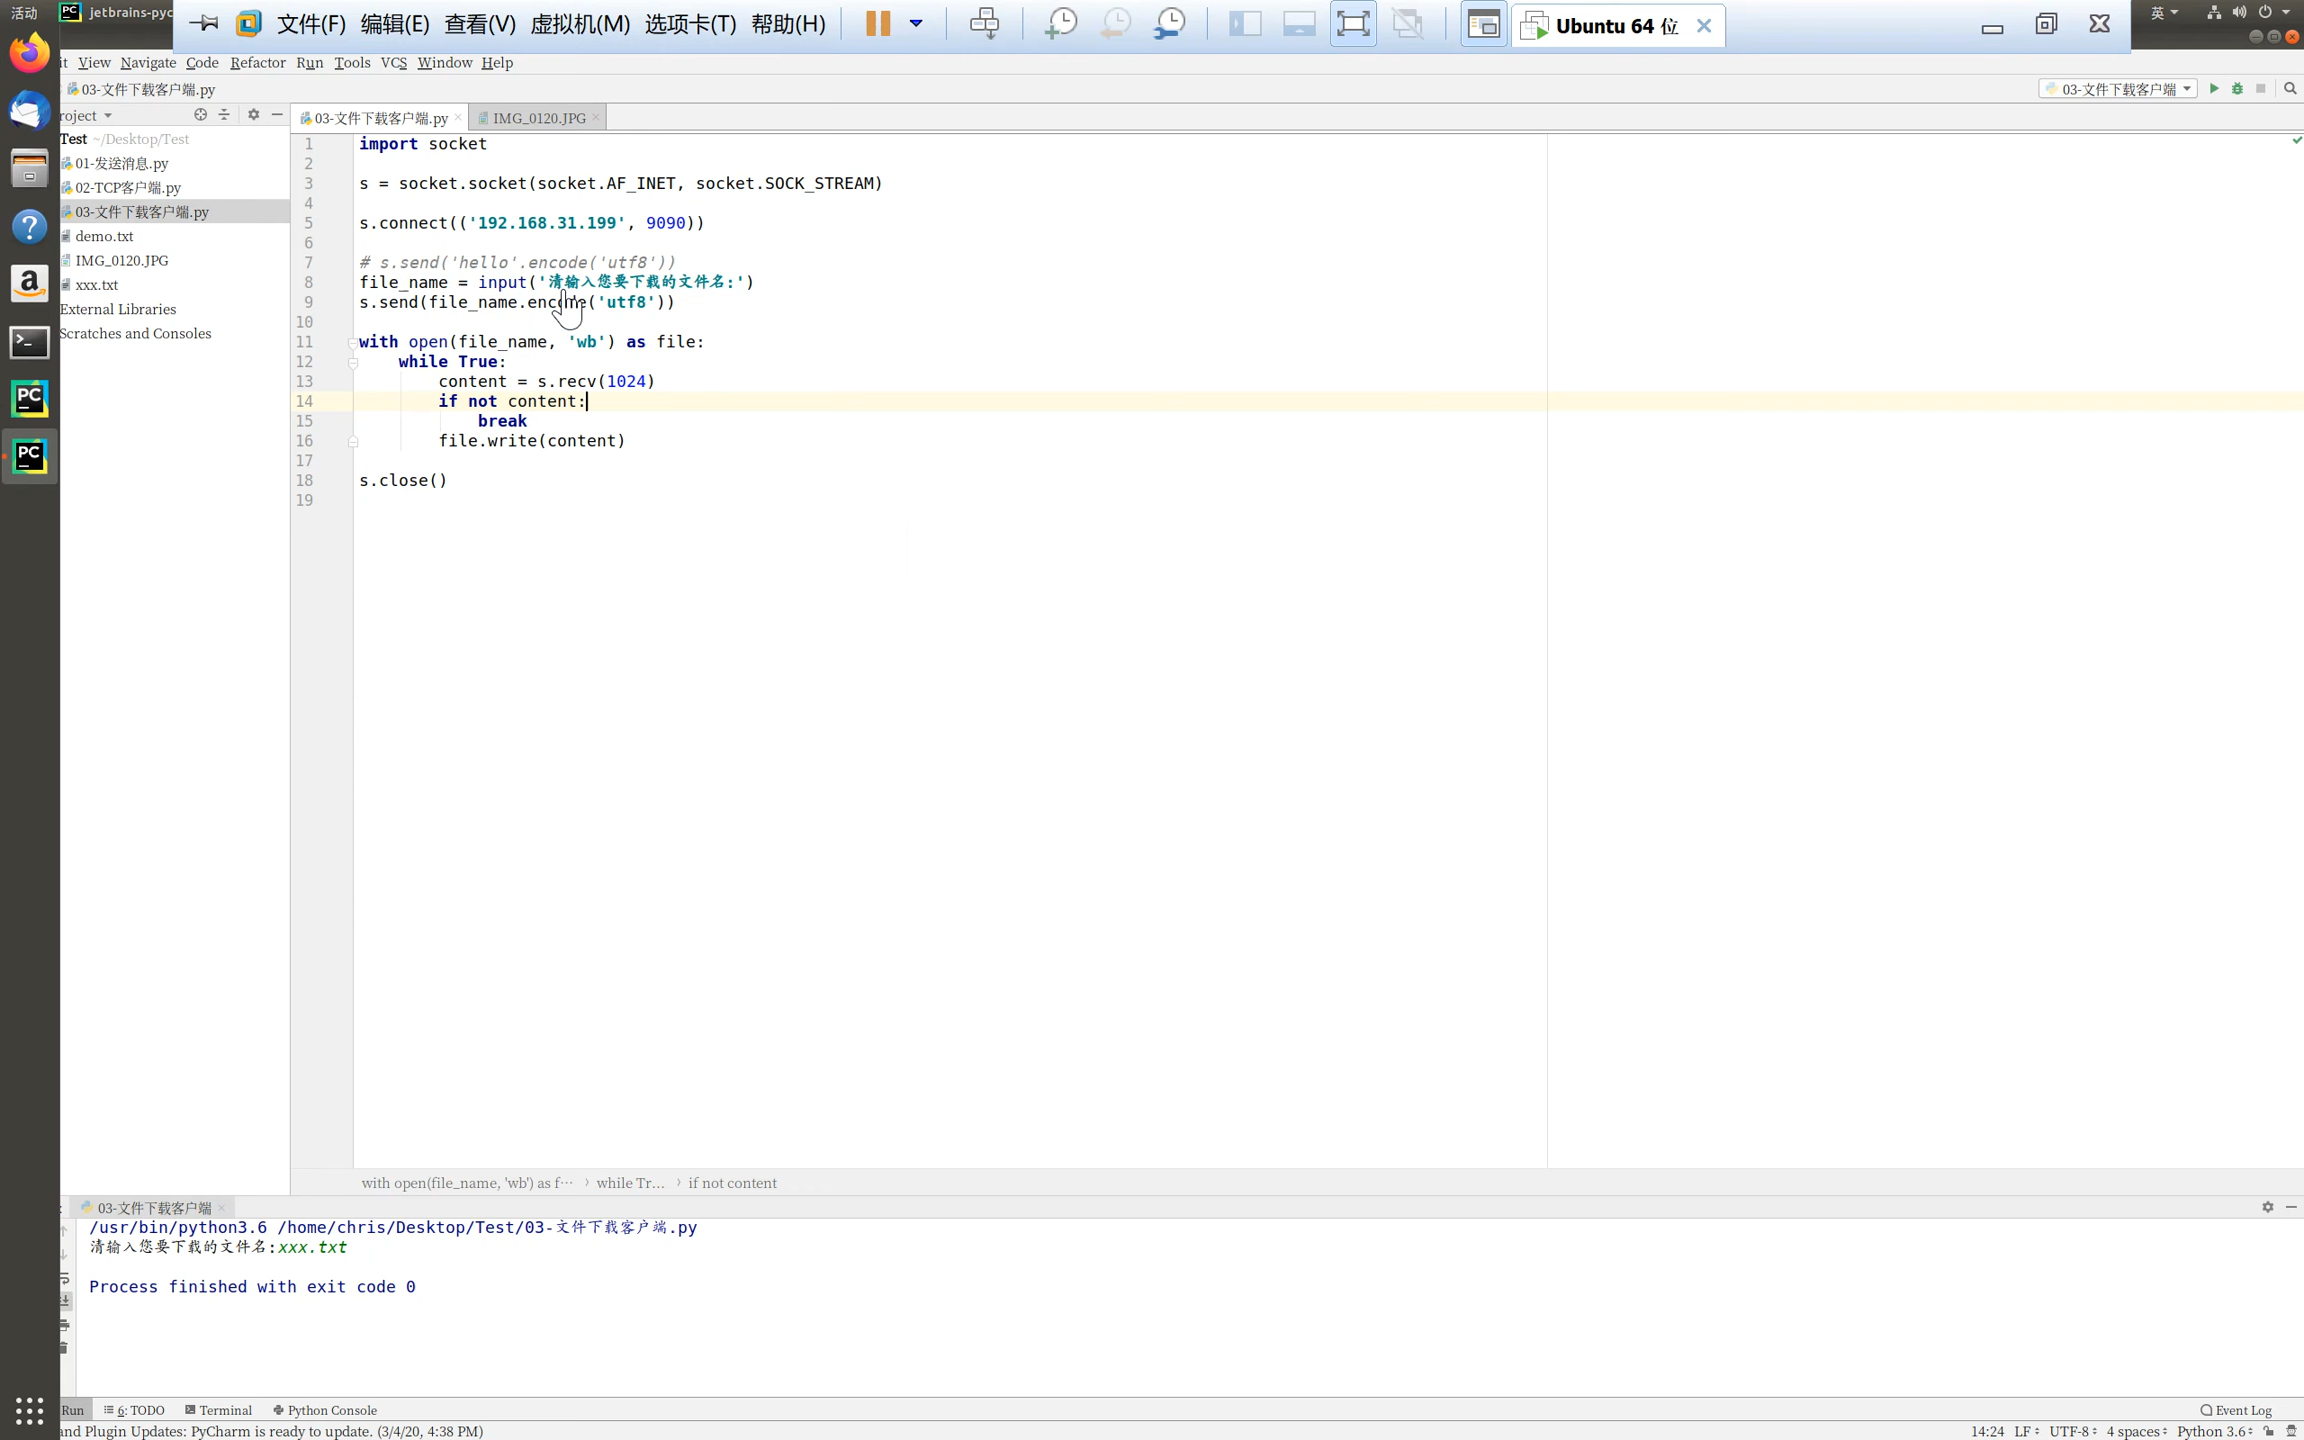 活动 jetbrains-pyc 文件(F) 编辑(E) 查看(V) 虚拟机(M) 选项卡(T) 帮助(H) Ubuntu 64 位 英
it View Navigate Code Refactor Run Tools VCS Window Help
03-文件下载客户端.py 03-文件下载客户端
roject 03-文件下载客户端.py IMG_0120.JPG
Test ~/Desktop/Test
01-发送消息.py
02-TCP客户端.py
03-文件下载客户端.py
demo.txt
IMG_0120.JPG
xxx.txt
External Libraries
Scratches and Consoles
1 import socket
2
3 s = socket.socket(socket.AF_INET, socket.SOCK_STREAM)
4
5 s.connect(('192.168.31.199', 9090))
6
7 # s.send('hello'.encode('utf8'))
8 file_name = input('清输入您要下载的文件名:')
9 s.send(file_name.encode('utf8'))
10
11 with open(file_name, 'wb') as file:
12 while True:
13 content = s.recv(1024)
14 if not content:
15 break
16 file.write(content)
17
18 s.close()
19
with open(file_name, 'wb') as f··· › while Tr... › if not content
: 03-文件下载客户端
/usr/bin/python3.6 /home/chris/Desktop/Test/03-文件下载客户端.py
清输入您要下载的文件名:xxx.txt
Process finished with exit code 0
Run 6: TODO Terminal Python Console Event Log
and Plugin Updates: PyCharm is ready to update. (3/4/20, 4:38 PM) 14:24 LF UTF-8 4 spaces Python 3.6